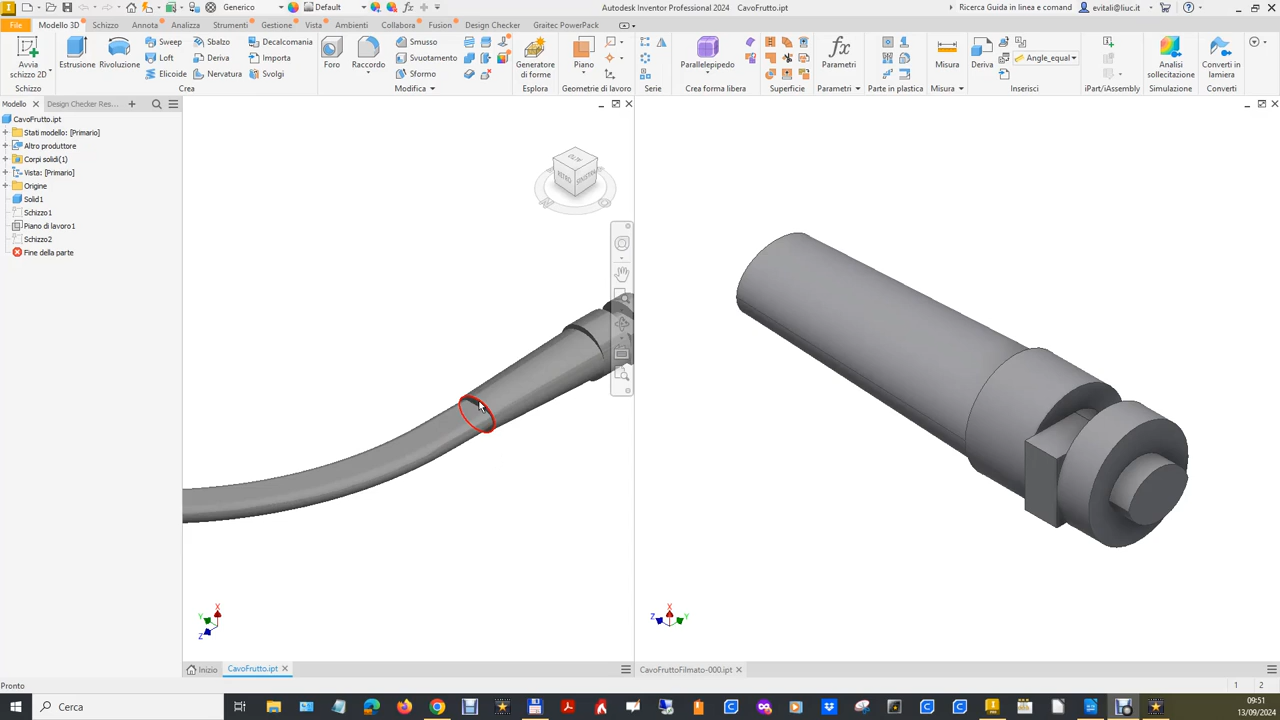 Generico
Default
Autodesk Inventor Professional 2024 CavoFrutto.ipt
Ricerca Guida in linea e comand
evitali@liuc.it
File
Modello 3D
Schizzo
Annota
Analizza
Strumenti
Gestione
Vista
Ambienti
Collabora
Fusion
Design Checker
Graitec PowerPack
Avvia
schizzo 2D
Estrusione
Rivoluzione
Sweep
Sbalzo
Decalcomania
Loft
Deriva
Importa
Elicoide
Nervatura
Svolgi
Foro
Raccordo
Smusso
Svuotamento
Sformo
Generatore
di forme
Piano
Parallelepipedo
Parametri
Misura
Deriva
Angle_equal
Analisi
sollecitazione
Converti in
lamiera
Schizzo
Crea
Modifica
Esplora
Geometrie di lavoro
Serie
Crea forma libera
Superficie
Parametri
Parte in plastica
Misura
Inserisci
iPart/iAssembly
Simulazione
Converti
Modello
Design Checker Res...
CavoFrutto.ipt
Stati modello: [Primario]
Altro produttore
Corpi solidi(1)
Vista: [Primario]
Origine
Solid1
Schizzo1
Piano di lavoro1
Schizzo2
Fine della parte
RETRO
X
Y
Z
X
Z
Y
Inizio
CavoFrutto.ipt
CavoFruttoFilmato-000.ipt
Pronto
1
2
Cerca
09:51
13/09/2024